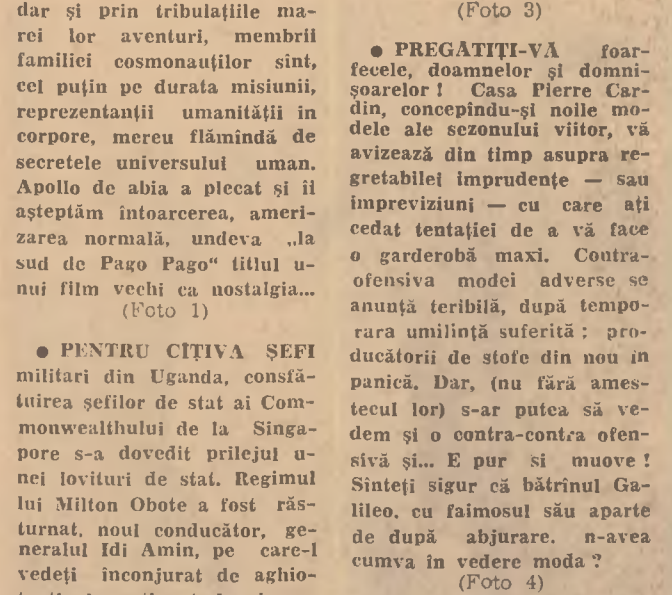 dar și prin tribulațiile ma-
rei lor aventuri, membrii
familiei cosmonauților sînt,
cel puțin pe durata misiunii,
reprezentanții umanității in
corpore, mereu flămîndă de
secretele universului uman.
Apollo de abia a plecat și îi
așteptăm întoarcerea, ameri-
zarea normală, undeva „la
sud de Pago Pago“ titlul u-
nui film vechi ca nostalgia...
(Foto 1)
● PENTRU CÎȚIVA ȘEFI
militari din Uganda, consfă-
tuirea șefilor de stat ai Com-
monwealthului de la Singa-
pore s-a dovedit prilejul u-
nei lovituri de stat. Regimul
lui Milton Obote a fost răs-
turnat, noul conducător, ge-
neralul Idi Amin, pe care-l
vedeți înconjurat de aghio-
(Foto 3)
● PREGĂTIȚI-VĂ foar-
fecele, doamnelor și domni-
șoarelor ! Casa Pierre Car-
din, concepîndu-și noile mo-
dele ale sezonului viitor, vă
avizează din timp asupra re-
gretabilei imprudențe — sau
impreviziuni — cu care ați
cedat tentației de a vă face
o garderobă maxi. Contra-
ofensiva modei adverse se
anunță teribilă, după tempo-
rara umilință suferită ; pro-
ducătorii de stofe din nou în
panică. Dar, (nu fără ames-
tecul lor) s-ar putea să ve-
dem și o contra-contra ofen-
sivă și... E pur si muove !
Sînteți sigur că bătrînul Ga-
lileo, cu faimosul său aparte
de după abjurare, n-avea
cumva în vedere moda ?
(Foto 4)